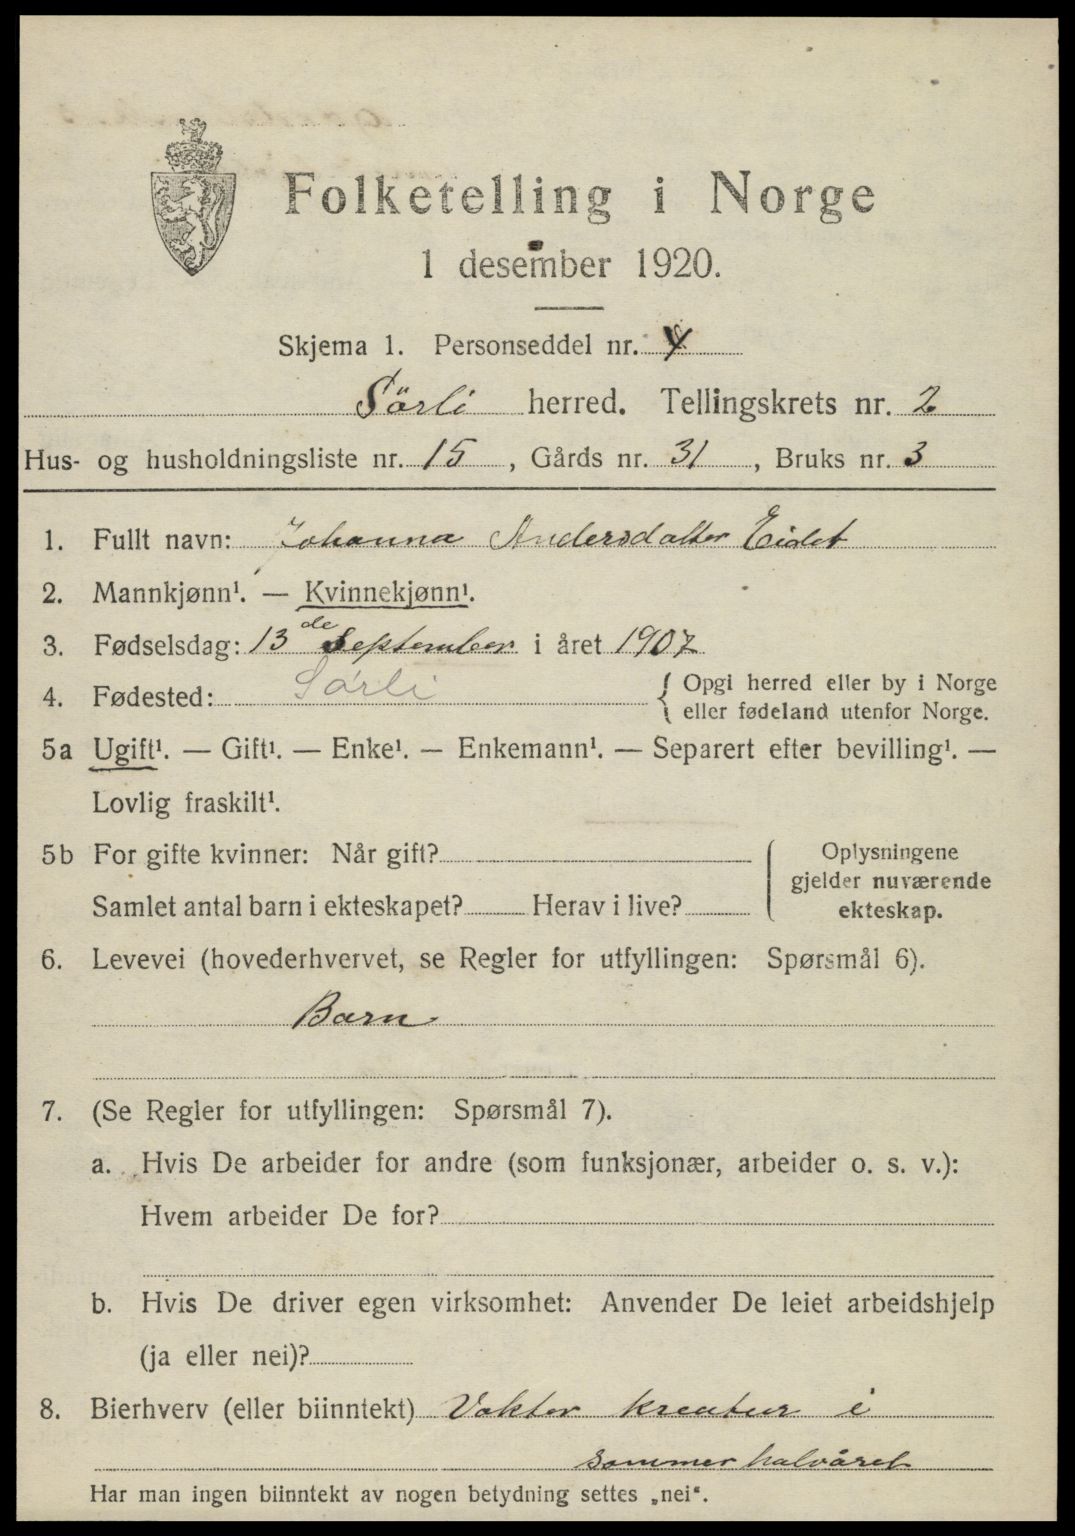 Folketelling i Norge
1 desember 1920.
Skjema 1. Personseddel nr. 4
Sörli herred. Tellingskrets nr. 2
Hus- og husholdningsliste nr. 15, Gårds nr. 31, Bruks nr. 3
1. Fullt navn: Johanna Andersdatter Eidet
2. Mannkjønn¹. — Kvinnekjønn¹.
3. Fødselsdag: 13de September i året 1907
4. Fødested: Sørli { Opgi herred eller by i Norge
eller fødeland utenfor Norge.
5a Ugift¹. — Gift¹. — Enke¹. — Enkemann¹. — Separert efter bevilling¹. —
Lovlig fraskilt¹.
5b For gifte kvinner: Når gift?
Samlet antal barn i ekteskapet? Herav i live?
Oplysningene
gjelder nuværende
ekteskap.
6. Levevei (hovederhvervet, se Regler for utfyllingen: Spørsmål 6).
Barn
7. (Se Regler for utfyllingen: Spørsmål 7).
a. Hvis De arbeider for andre (som funksjonær, arbeider o. s. v.):
Hvem arbeider De for?
b. Hvis De driver egen virksomhet: Anvender De leiet arbeidshjelp
(ja eller nei)?
8. Bierhverv (eller biinntekt) Vokter kreatur i
sommerhalvåret
Har man ingen biinntekt av nogen betydning settes „nei“.